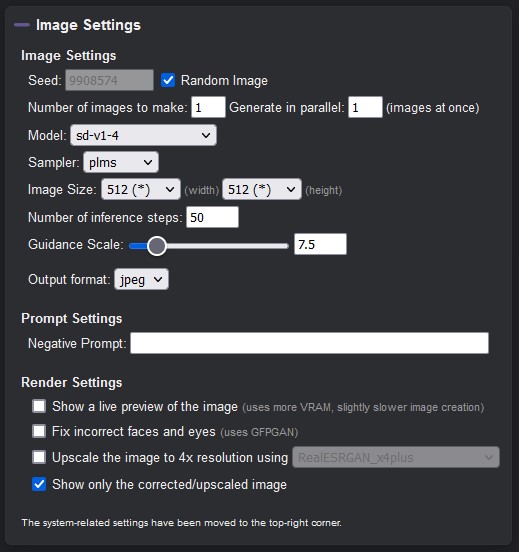 Image Settings
Image Settings
Seed: 9908574 Random Image
Number of images to make: 1 Generate in parallel: 1 (images at once)
Model: sd-v1-4
Sampler: plms
Image Size: 512 (*) (width) 512 (*) (height)
Number of inference steps: 50
Guidance Scale: 7.5
Output format: jpeg
Prompt Settings
Negative Prompt:
Render Settings
Show a live preview of the image (uses more VRAM, slightly slower image creation)
Fix incorrect faces and eyes (uses GFPGAN)
Upscale the image to 4x resolution using RealESRGAN_x4plus
Show only the corrected/upscaled image
The system-related settings have been moved to the top-right corner.